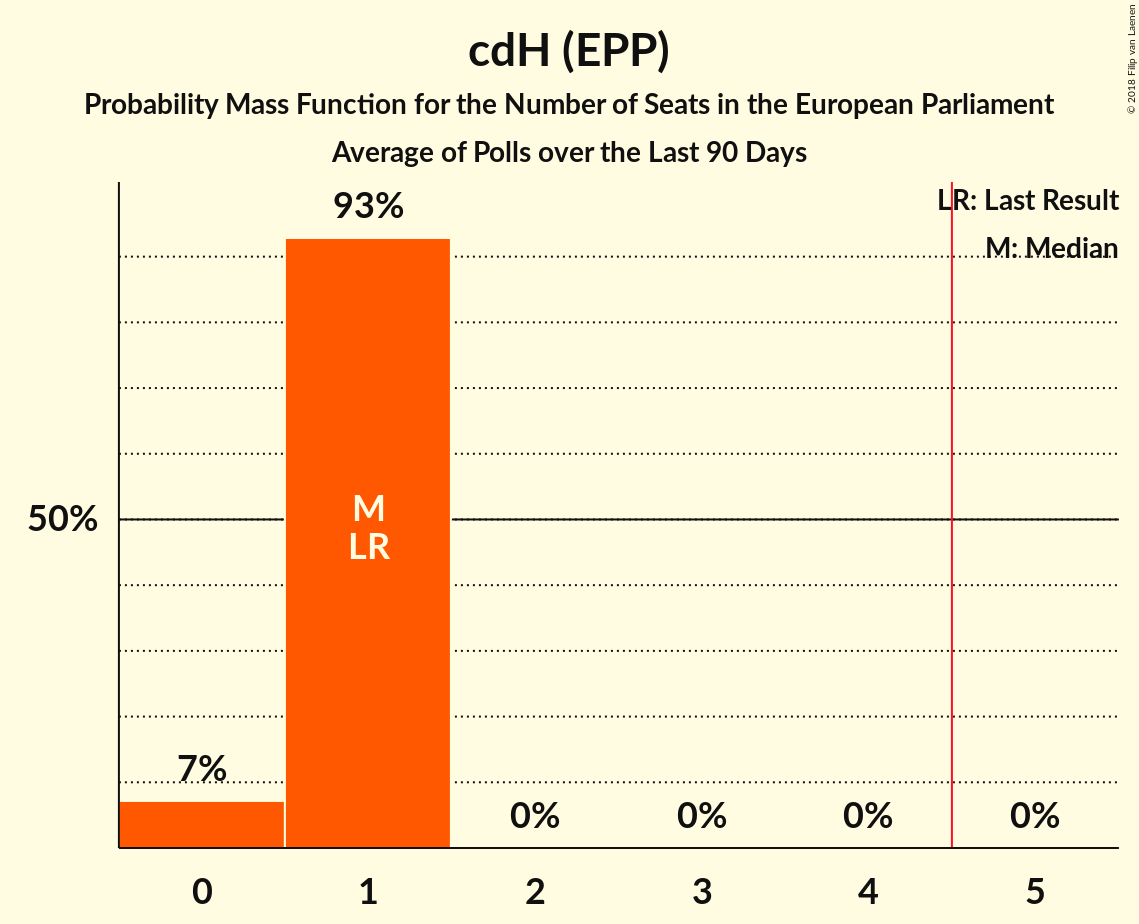 cdH (EPP)
Probability Mass Function for the Number of Seats in the European Parliament
Average of Polls over the Last 90 Days
© 2018 Filip van Laenen
LR: Last Result
M: Median
93%
50%
M
LR
7%
0%
0%
0%
0%
0
1
2
3
4
5